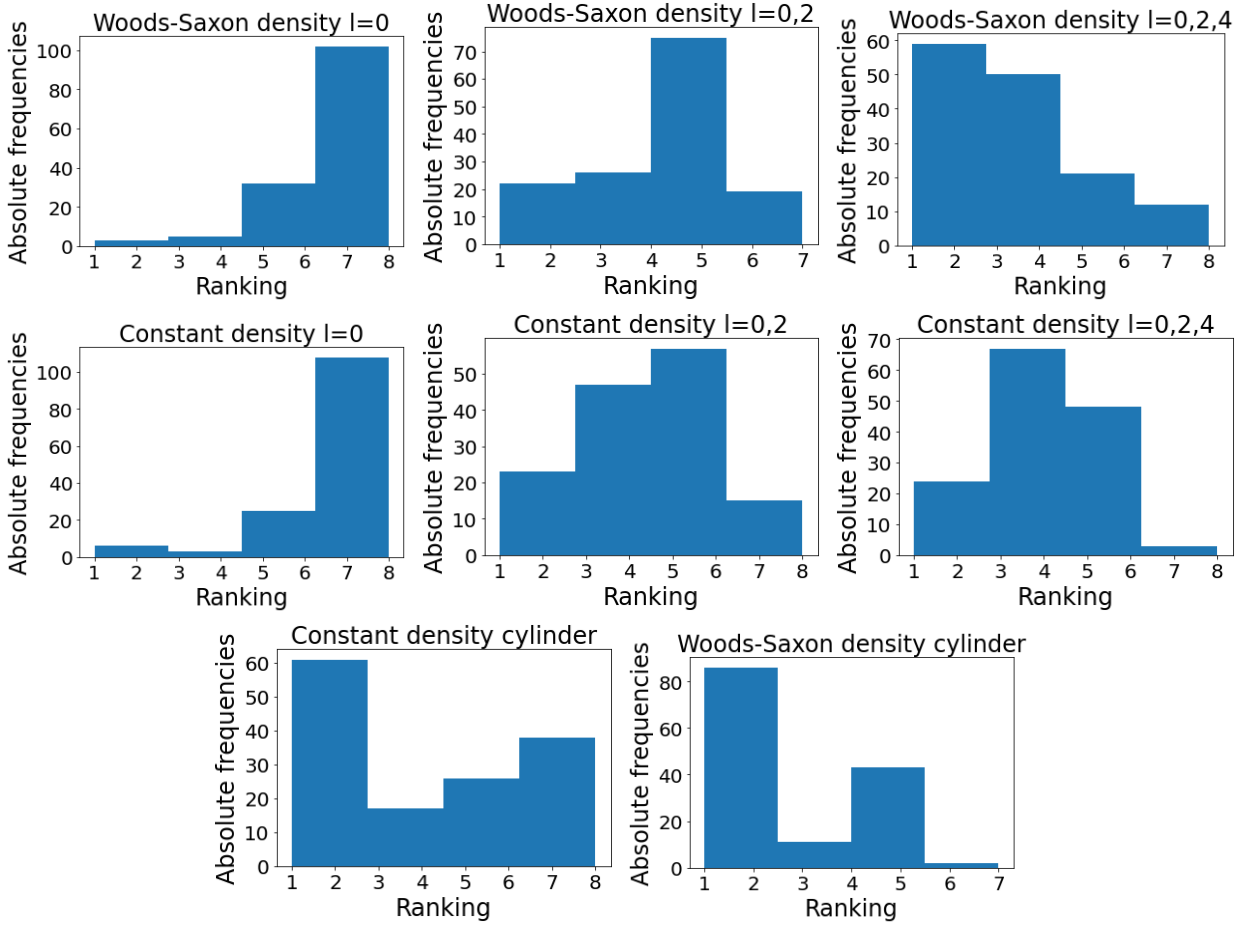 Woods-Saxon density l=0
Absolute frequencies
100
80
60
40
20
0
1 2 3 4 5 6 7 8
Ranking
Woods-Saxon density l=0,2
Absolute frequencies
70
60
50
40
30
20
10
0
1 2 3 4 5 6 7
Ranking
Woods-Saxon density l=0,2,4
Absolute frequencies
60
50
40
30
20
10
0
1 2 3 4 5 6 7 8
Ranking
Constant density l=0
Absolute frequencies
100
80
60
40
20
0
1 2 3 4 5 6 7 8
Ranking
Constant density l=0,2
Absolute frequencies
50
40
30
20
10
0
1 2 3 4 5 6 7 8
Ranking
Constant density l=0,2,4
Absolute frequencies
70
60
50
40
30
20
10
0
1 2 3 4 5 6 7 8
Ranking
Constant density cylinder
Absolute frequencies
60
50
40
30
20
10
0
1 2 3 4 5 6 7 8
Ranking
Woods-Saxon density cylinder
Absolute frequencies
80
60
40
20
0
1 2 3 4 5 6 7
Ranking